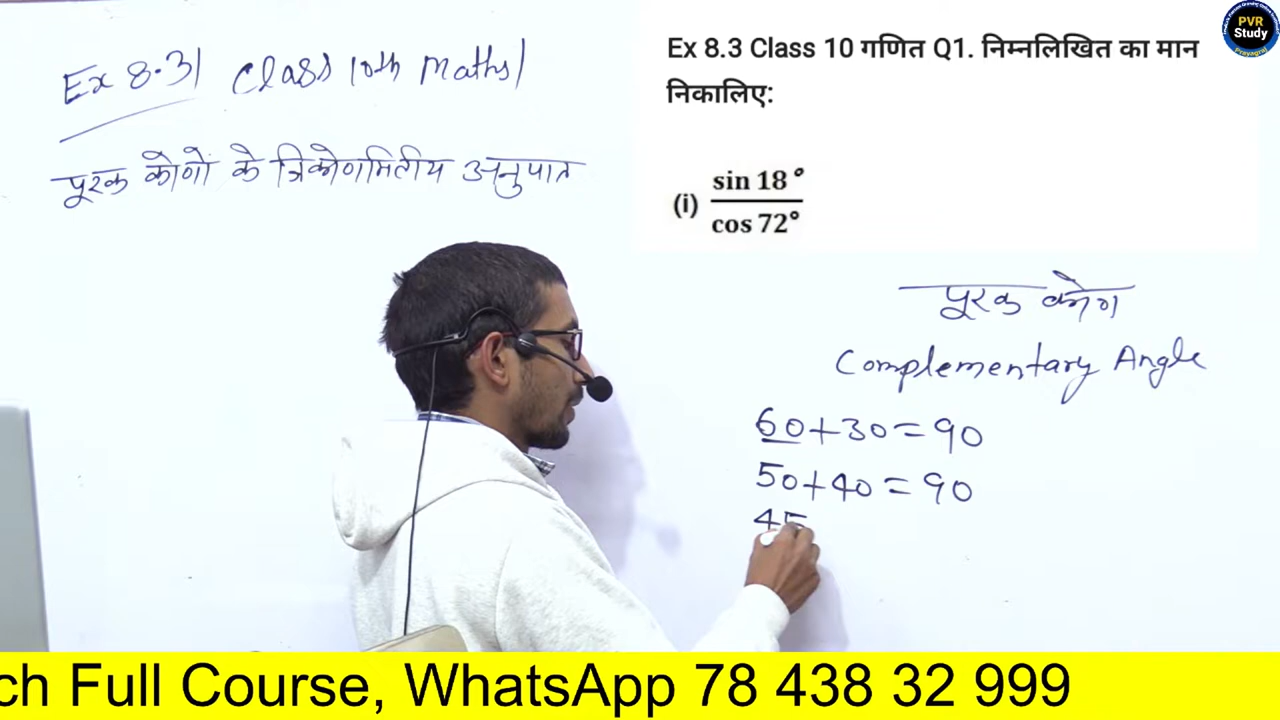 Ex 8.3| Class 10th Maths|
पूरक कोणों के त्रिकोणमितीय अनुपात
Ex 8.3 Class 10 गणित Q1. निम्नलिखित का मान
निकालिए:
(i) sin 18°
cos 72°
पूरक कोण
Complementary Angle
60+30=90
50+40=90
45
PVR
Study
Prayagraj
ch Full Course, WhatsApp 78 438 32 999